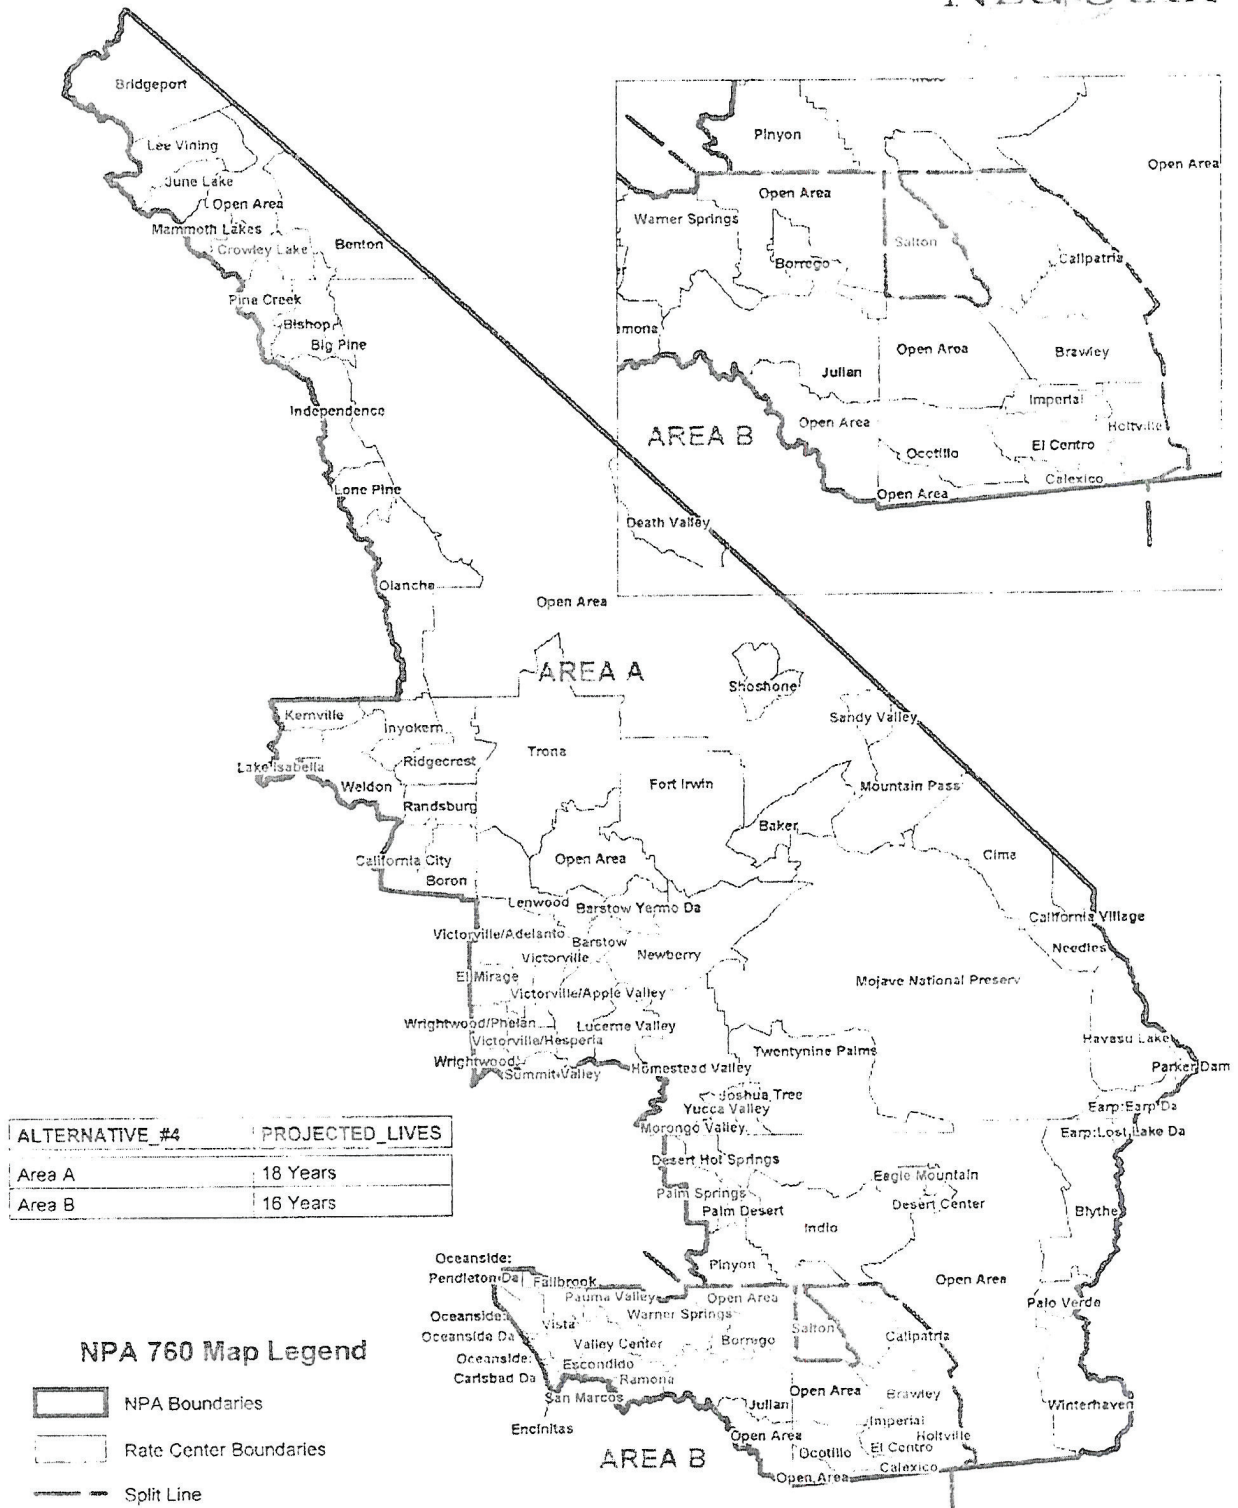 Bridgeport
Lee Vining
June Lake
Open Area
Mammoth Lakes
Crowley Lake
Benton
Pine Creek
Bishop
Big Pine
Independence
Lone Pine
Olancha
Open Area
AREA A
Death Valley
Shoshone
Sandy Valley
Kernville
Inyokern
Trona
Lake Isabella
Ridgecrest
Weldon
Fort Irwin
Mountain Pass
Randsburg
Baker
California City
Open Area
Cima
Boron
Lenwood
Barstow Yermo Da
California Village
Victorville/Adelanto
Barstow
Needles
Victorville
Newberry
El Mirage
Mojave National Preserv
Victorville/Apple Valley
Wrightwood/Phelan
Lucerne Valley
Victorville/Hesperia
Havasu Lake
Twentynine Palms
Wrightwood
Summit Valley
Homestead Valley
Parker Dam
Joshua Tree
Yucca Valley
Earp:Earp Da
Morongo Valley
Earp:Lost Lake Da
Desert Hot Springs
Eagle Mountain
Palm Springs
Desert Center
Palm Desert
Blythe
Indio
Pinyon
Open Area
Palo Verde
Oceanside:
Pendleton Da
Fallbrook
Pauma Valley
Open Area
Oceanside:
Oceanside Da
Vista
Warner Springs
Salton
Valley Center
Borrego
Calipatria
Oceanside:
Carlsbad Da
Escondido
Ramona
San Marcos
Open Area
Brawley
Julian
Winterhaven
Encinitas
Imperial
Open Area
Holtville
El Centro
Ocotillo
Calexico
Open Area
AREA B
Pinyon
Open Area
Open Area
Warner Springs
Salton
Borrego
Calipatria
mona
Open Area
Brawley
Julian
Imperial
Open Area
Holtville
AREA B
El Centro
Ocotillo
Calexico
Open Area
ALTERNATIVE_#4 PROJECTED_LIVES
Area A 18 Years
Area B 16 Years
NPA 760 Map Legend
NPA Boundaries
Rate Center Boundaries
Split Line